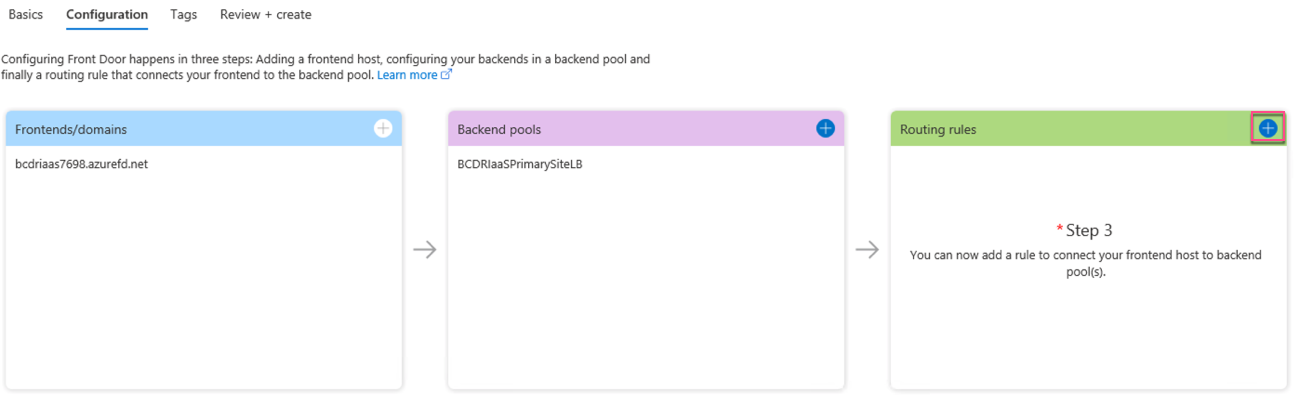 Basics Configuration Tags Review + create
Configuring Front Door happens in three steps: Adding a frontend host, configuring your backends in a backend pool and
finally a routing rule that connects your frontend to the backend pool. Learn more
Frontends/domains
bcdriaas7698.azurefd.net
Backend pools
BCDRIaaSPrimarySiteLB
Routing rules
* Step 3
You can now add a rule to connect your frontend host to backend
pool(s).